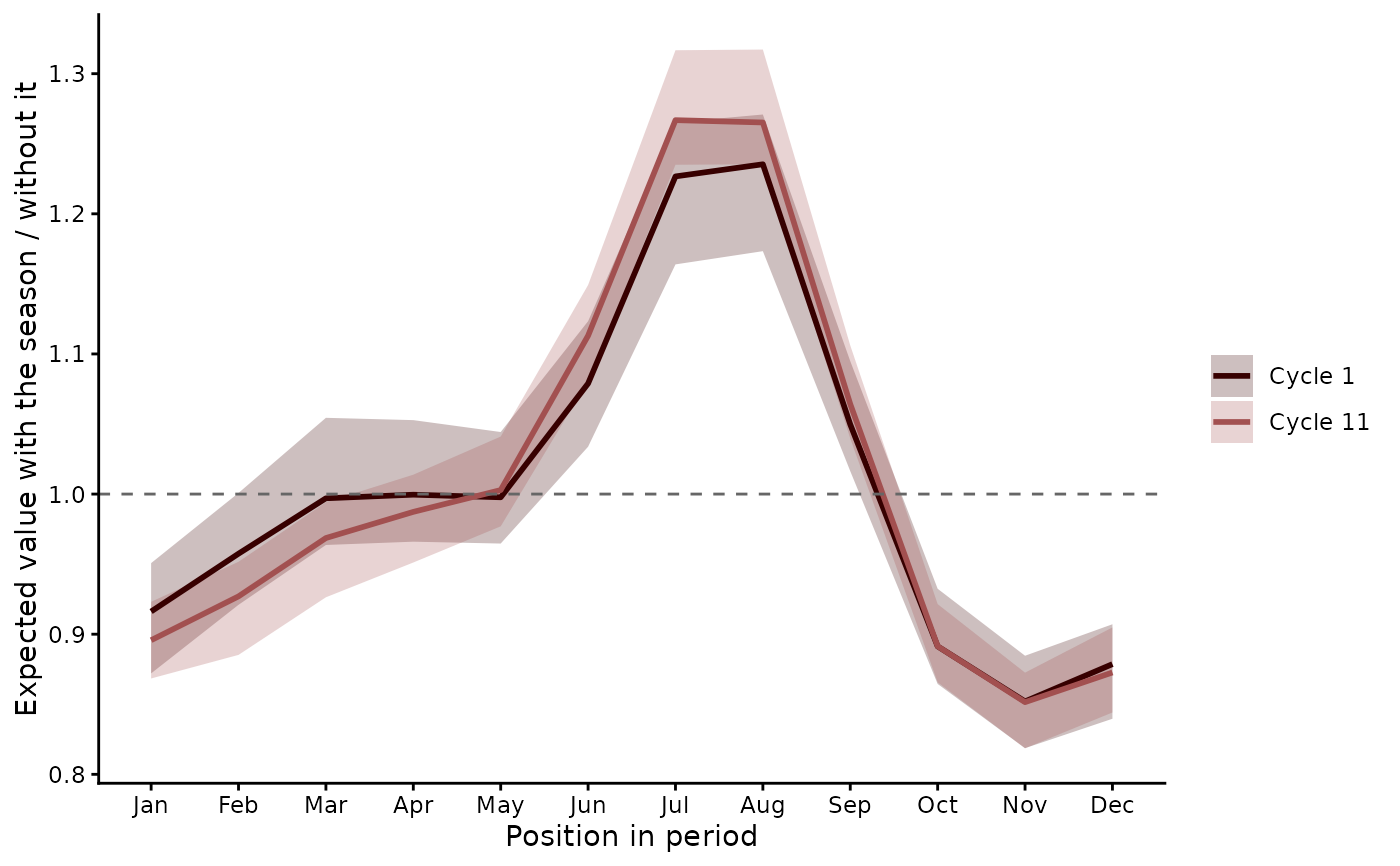 Expected value with the season / without it
1.3
1.2
1.1
1.0
0.9
0.8
Jan Feb Mar Apr May Jun Jul Aug Sep Oct Nov Dec
Position in period
Cycle 1
Cycle 11